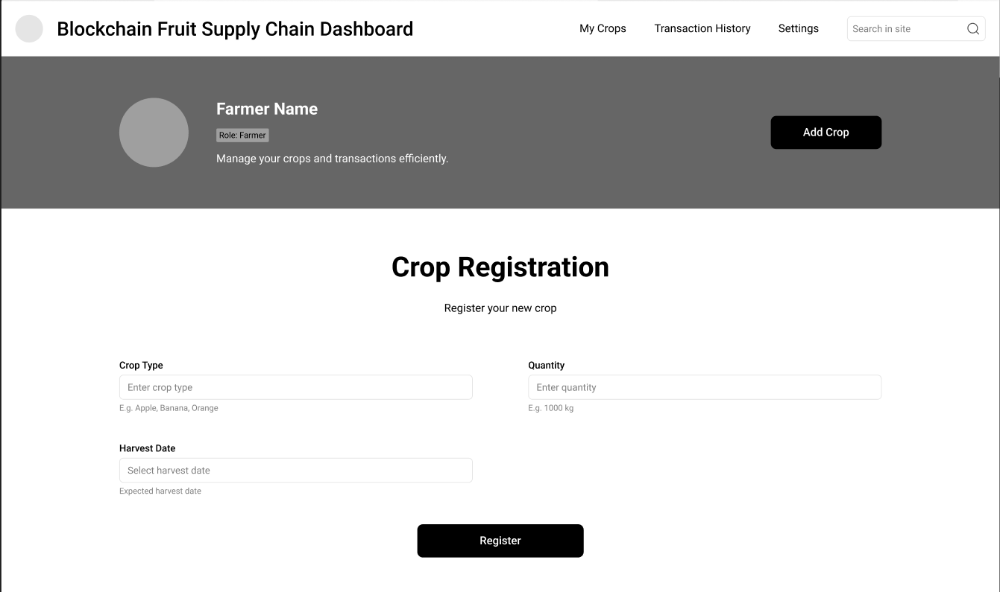 Blockchain Fruit Supply Chain Dashboard
My Crops
Transaction History
Settings
Search in site
Farmer Name
Role: Farmer
Manage your crops and transactions efficiently.
Add Crop
Crop Registration
Register your new crop
Crop Type
Enter crop type
E.g. Apple, Banana, Orange
Quantity
Enter quantity
E.g. 1000 kg
Harvest Date
Select harvest date
Expected harvest date
Register